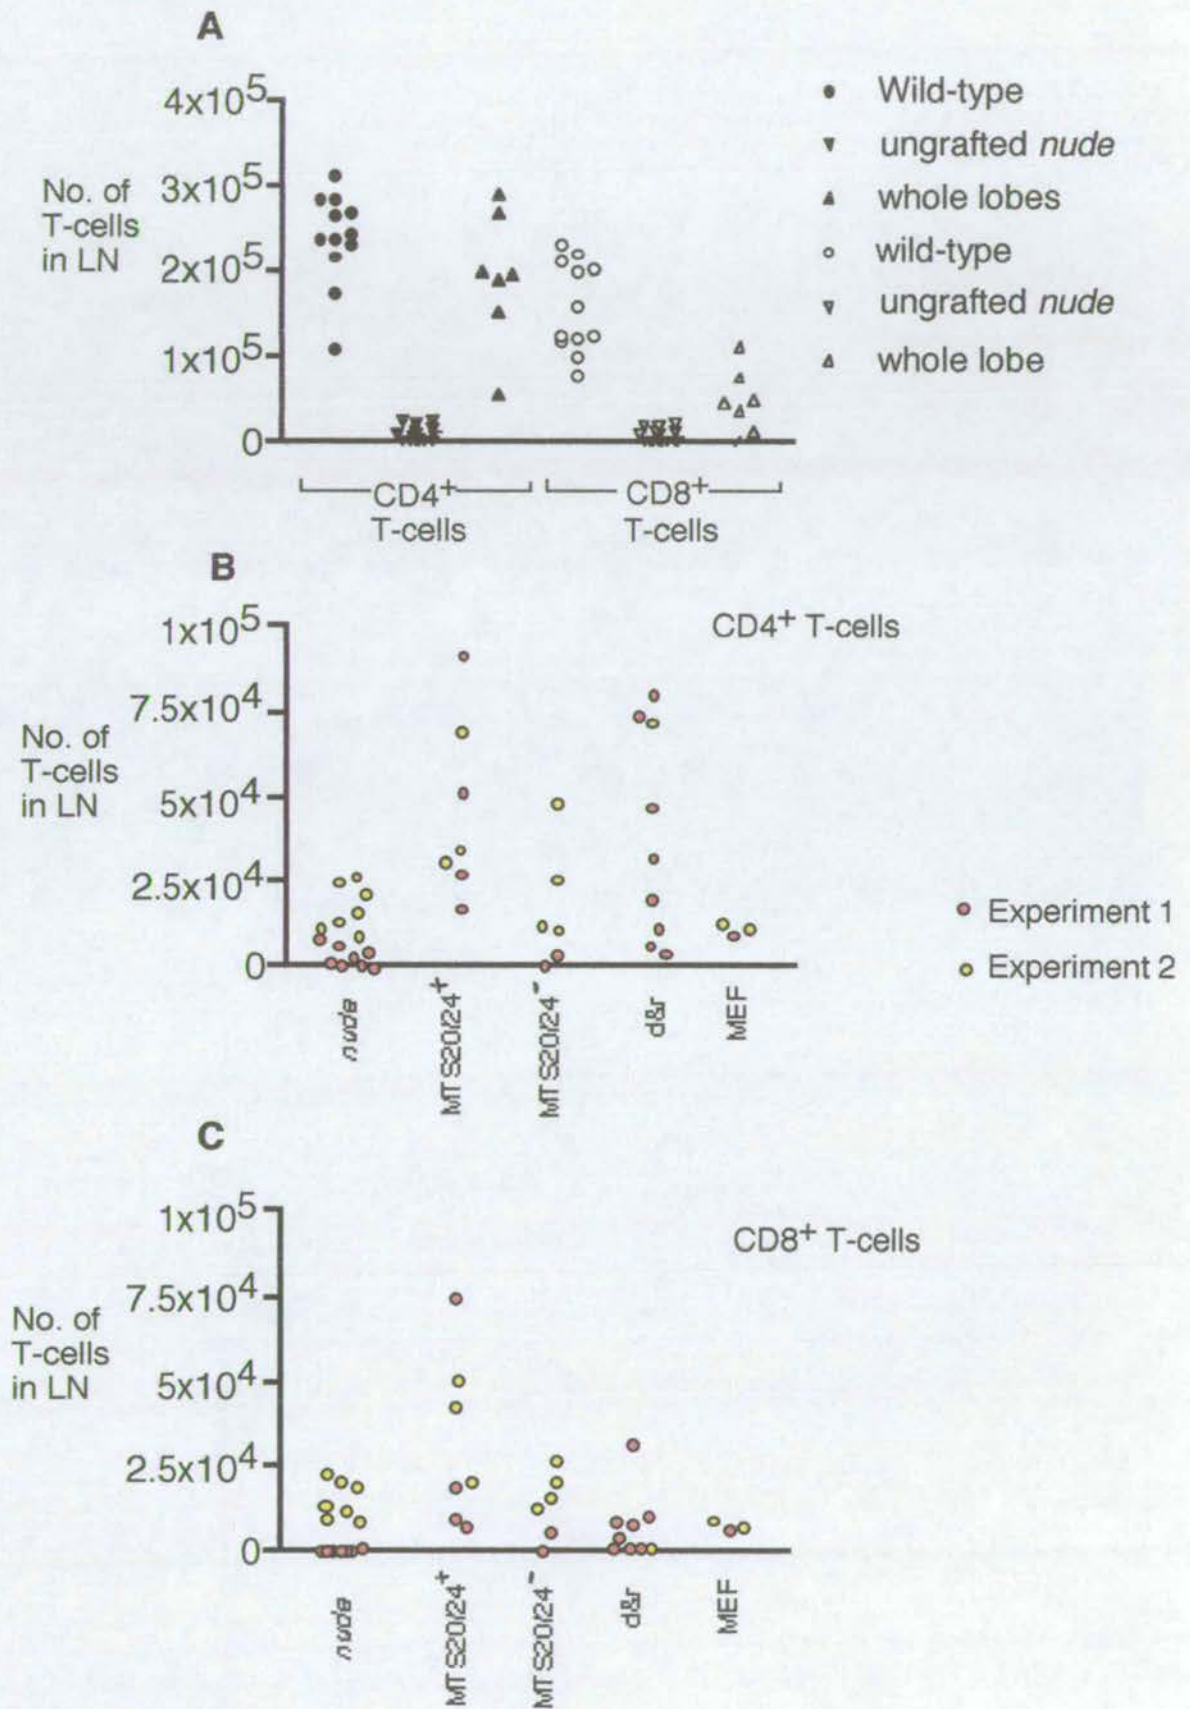 A
4x10⁵
No. of
T-cells
in LN
3x10⁵
2x10⁵
1x10⁵
0
Wild-type
ungrafted nude
whole lobes
wild-type
ungrafted nude
whole lobe
CD4⁺
T-cells
CD8⁺
T-cells
B
CD4⁺ T-cells
1x10⁵
7.5x10⁴
No. of
T-cells
in LN
5x10⁴
2.5x10⁴
0
Experiment 1
Experiment 2
nude
MTS20/24⁺
MTS20/24⁻
d&r
MEF
C
CD8⁺ T-cells
1x10⁵
7.5x10⁴
No. of
T-cells
in LN
5x10⁴
2.5x10⁴
0
nude
MTS20/24⁺
MTS20/24⁻
d&r
MEF